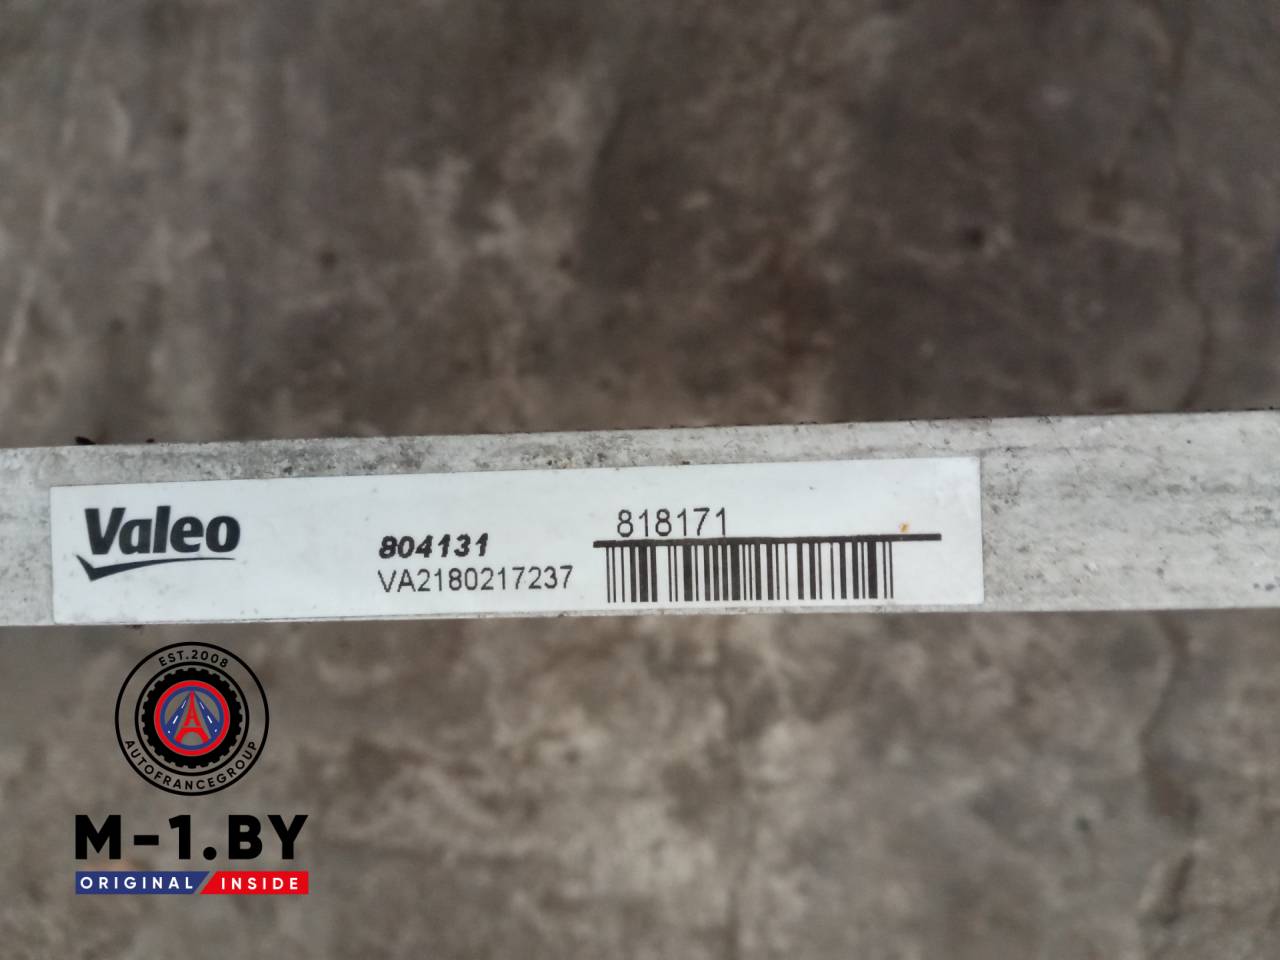 Valeo
804131
VA2180217237
818171
EST.2008
AUTOFRANCEGROUP
M-1.BY
ORIGINAL / INSIDE